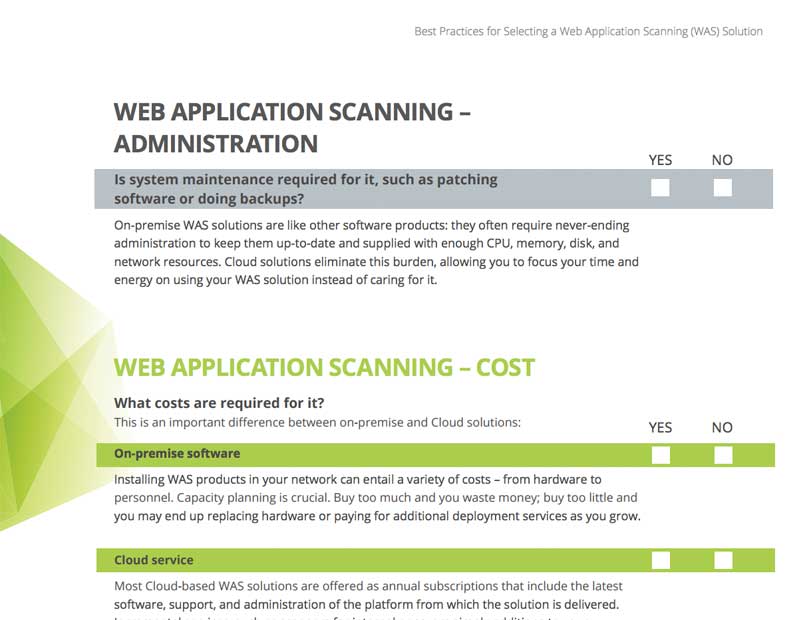 Best Practices for Selecting a Web Application Scanning (WAS) Solution
WEB APPLICATION SCANNING –
ADMINISTRATION
YES NO
Is system maintenance required for it, such as patching
software or doing backups?
On-premise WAS solutions are like other software products: they often require never-ending
administration to keep them up-to-date and supplied with enough CPU, memory, disk, and
network resources. Cloud solutions eliminate this burden, allowing you to focus your time and
energy on using your WAS solution instead of caring for it.
WEB APPLICATION SCANNING – COST
What costs are required for it?
This is an important difference between on-premise and Cloud solutions:
YES NO
On-premise software
Installing WAS products in your network can entail a variety of costs – from hardware to
personnel. Capacity planning is crucial. Buy too much and you waste money; buy too little and
you may end up replacing hardware or paying for additional deployment services as you grow.
Cloud service
Most Cloud-based WAS solutions are offered as annual subscriptions that include the latest
software, support, and administration of the platform from which the solution is delivered.